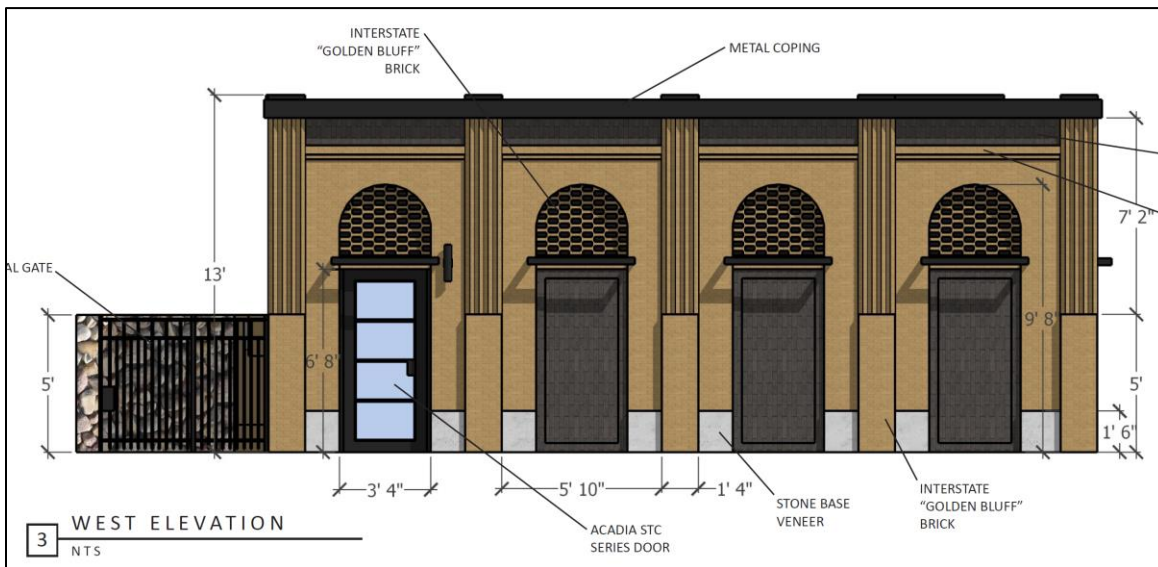 INTERSTATE
“GOLDEN BLUFF”
BRICK
METAL COPING
13'
7' 2"
AL GATE
6' 8"
9' 8"
5'
5'
1' 6"
3' 4"
5' 10"
1' 4"
STONE BASE
VENEER
INTERSTATE
“GOLDEN BLUFF”
BRICK
ACADIA STC
SERIES DOOR
3
WEST ELEVATION
NTS